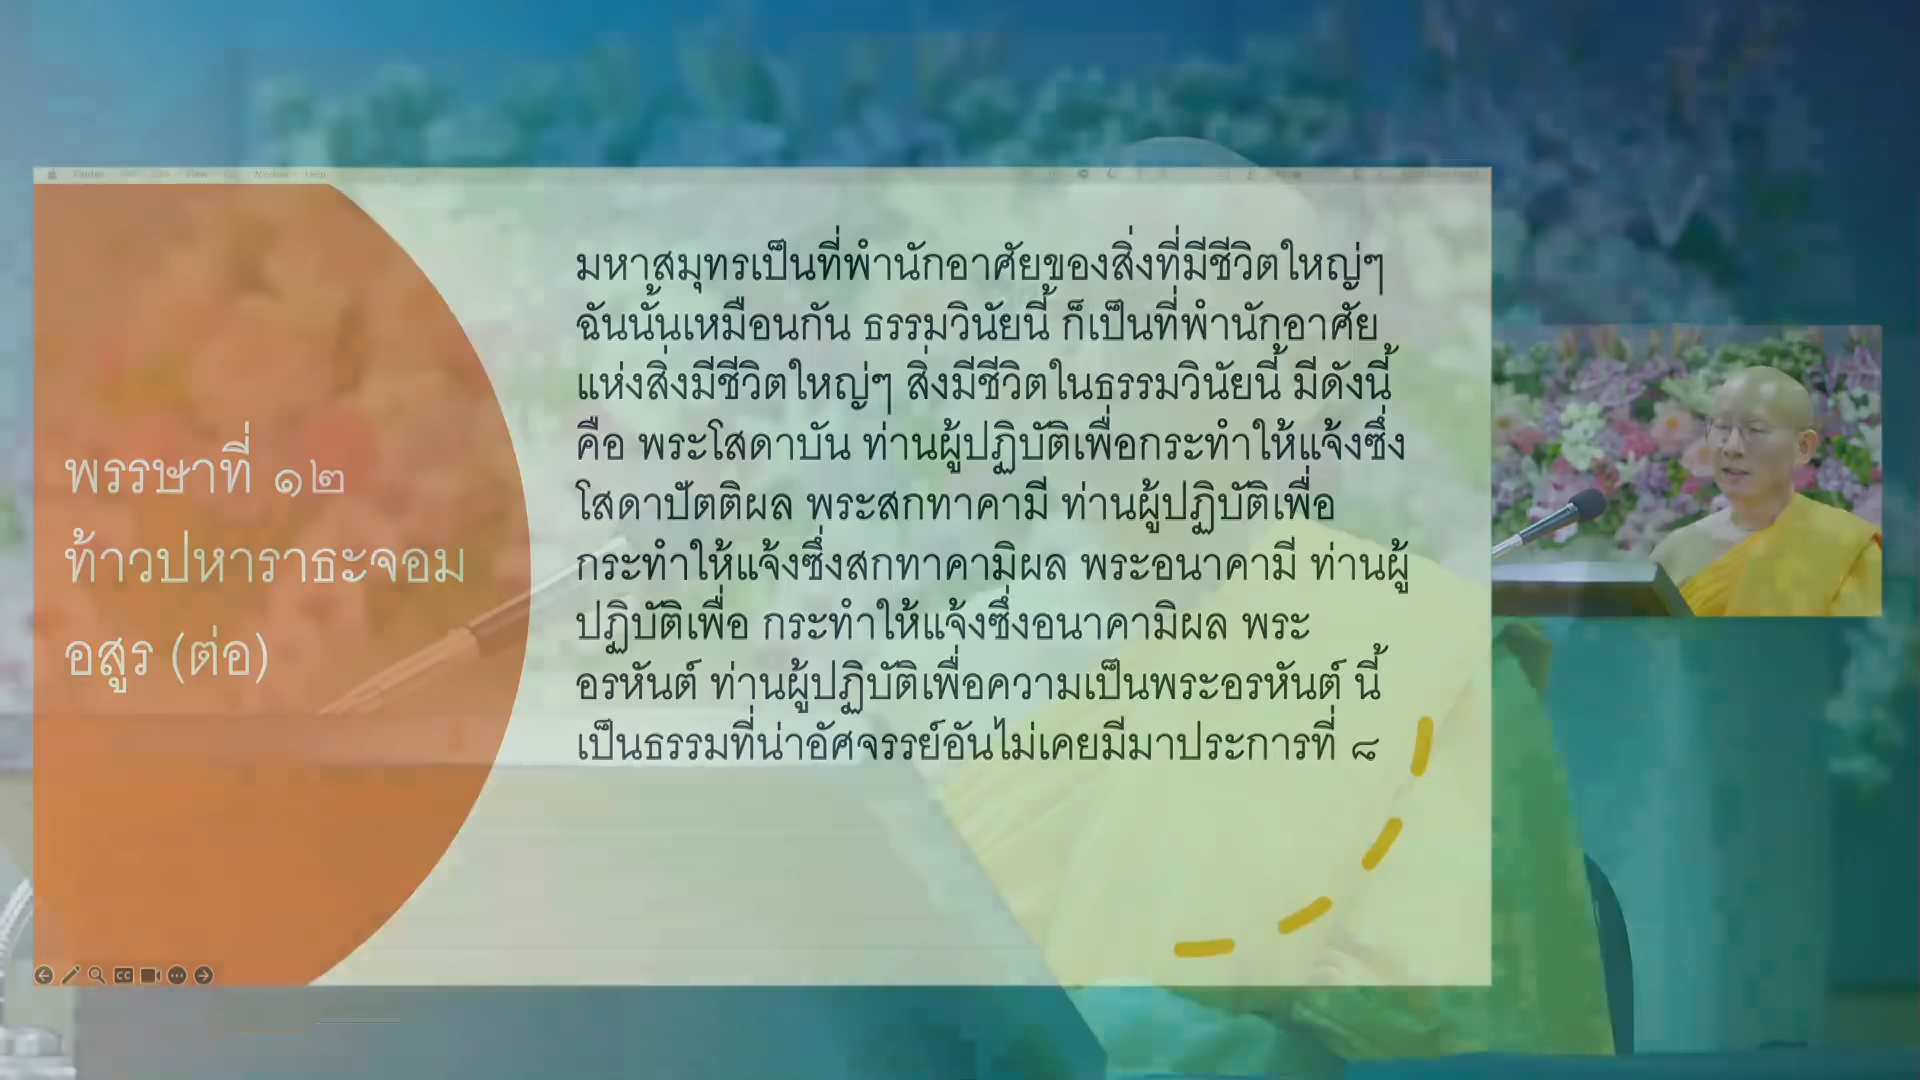 Finder
View
Window
Help
พรรษาที่ ๑๒
ท้าวปหาราธะจอม
อสูร (ต่อ)
มหาสมุทรเป็นที่พำนักอาศัยของสิ่งที่มีชีวิตใหญ่ๆ
ฉันนั้นเหมือนกัน ธรรมวินัยนี้ ก็เป็นที่พำนักอาศัย
แห่งสิ่งมีชีวิตใหญ่ๆ สิ่งมีชีวิตในธรรมวินัยนี้ มีดังนี้
คือ พระโสดาบัน ท่านผู้ปฏิบัติเพื่อกระทำให้แจ้งซึ่ง
โสดาปัตติผล พระสกทาคามี ท่านผู้ปฏิบัติเพื่อ
กระทำให้แจ้งซึ่งสกทาคามิผล พระอนาคามี ท่านผู้
ปฏิบัติเพื่อ กระทำให้แจ้งซึ่งอนาคามิผล พระ
อรหันต์ ท่านผู้ปฏิบัติเพื่อความเป็นพระอรหันต์ นี้
เป็นธรรมที่น่าอัศจรรย์อันไม่เคยมีมาประการที่ ๘
CC